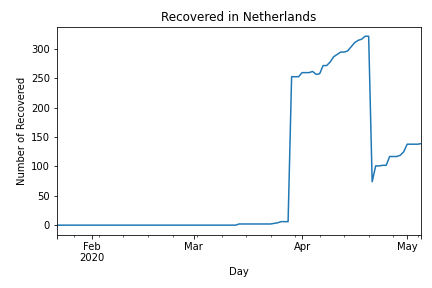 Recovered in Netherlands
Number of Recovered
300
250
200
150
100
50
0
Feb
2020
Mar
Apr
May
Day